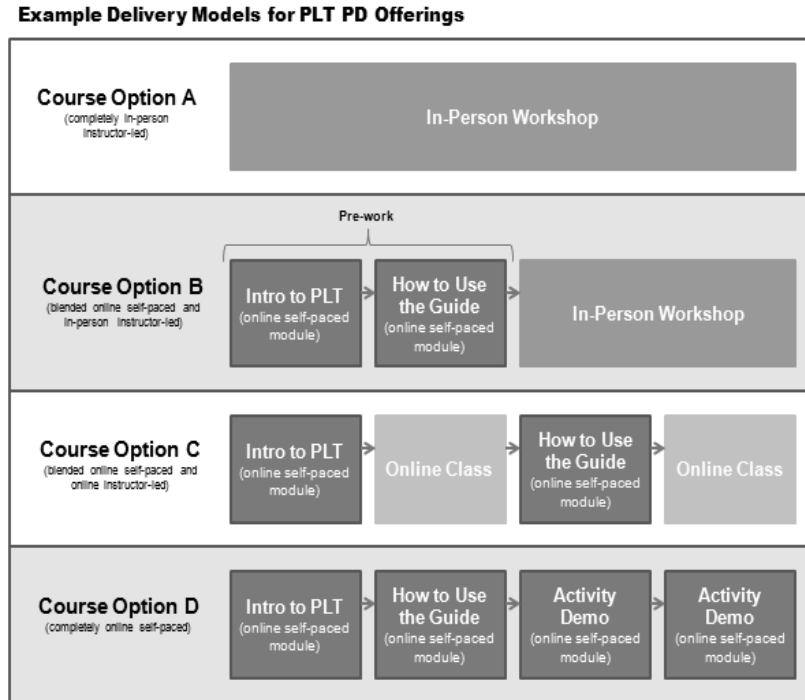 Example Delivery Models for PLT PD Offerings
Course Option A
(completely in-person
instructor-led)
In-Person Workshop
Pre-work
Course Option B
(blended online self-paced and
in-person instructor-led)
Intro to PLT
(online self-paced
module)
How to Use
the Guide
(online self-paced
module)
In-Person Workshop
Course Option C
(blended online self-paced and
online instructor-led)
Intro to PLT
(online self-paced
module)
Online Class
How to Use
the Guide
(online self-paced
module)
Online Class
Course Option D
(completely online self-paced)
Intro to PLT
(online self-paced
module)
How to Use
the Guide
(online self-paced
module)
Activity
Demo
(online self-paced
module)
Activity
Demo
(online self-paced
module)